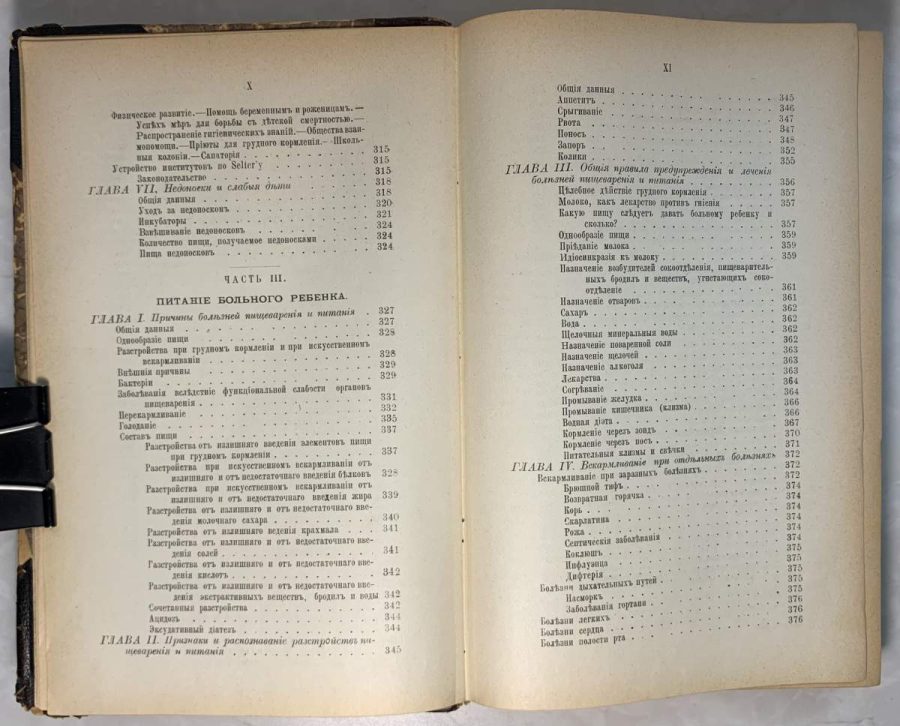 X
Физическое развитіе.—Помощь беременнымъ и роженицамъ.—
Успѣхъ мѣръ для борьбы съ дѣтской смертностью.—
Распространіе гигіеническихъ знаній.—Общества взаи-
мопомощи.—Пріюты для грудного кормленія.—Школь-
ныя колоніи.—Санаторія 315
Устройство институтовъ по Selter'у 315
Законодательство 315
ГЛАВА VII. Недоноски и слабыя дѣти 318
Общія данныя 318
Уходъ за недоноскомъ 320
Инкубаторы 321
Взвѣшиваніе недоносковъ 324
Количество пищи, получаемое недоносками 324
Пища недоносковъ 324
ЧАСТЬ III.
ПИТАНІЕ БОЛЬНОГО РЕБЕНКА.
ГЛАВА I. Причины болѣзней пищеваренія и питанія 327
Общія данныя 327
Однообразіе пищи 328
Разстройства при грудномъ кормленіи и при искусственномъ
вскармливаніи 328
Внѣшнія причины 329
Бактеріи 329
Заболѣванія вслѣдствіе функціональной слабости органовъ
пищеваренія 331
Перекармливаніе 332
Голоданіе 335
Составъ пищи 337
Разстройства отъ излишняго введенія элементовъ пищи
при грудномъ кормленіи 337
Разстройства при искусственномъ вскармливаніи отъ
излишняго и отъ недостаточнаго введенія бѣлковъ 328
Разстройства при искусственномъ вскармливаніи отъ
излишняго и отъ недостаточнаго введенія жира 339
Разстройства отъ излишняго и отъ недостаточнаго вве-
денія молочнаго сахара 340
Разстройства отъ излишняго ведения крахмала 341
Разстройства отъ излишняго и отъ недостаточнаго вве-
денія солей 341
Газстройства отъ излишняго и отъ недостаточнаго вве-
денія кислотъ 342
Разстройства отъ излишняго и отъ недостаточнаго вве-
денія экстрактивныхъ веществъ, бродилъ и воды 342
Сочетанныя разстройства 342
Ацидозъ 344
Эксудативный діатезъ 344
ГЛАВА II. Признаки и распознаваніе разстройствъ пи-
щеваренія и питанія 345
XI
Общія данныя 345
Аппетитъ 346
Срыгиваніе 347
Рвота 347
Поносъ 348
Запоръ 352
Колики 355
ГЛАВА III. Общія правила предупрежденія и леченія
болѣзней пищеваренія и питанія 356
Цѣлебное дѣйствіе грудного кормленія 357
Молоко, какъ лекарство противъ гніенія 357
Какую пищу слѣдуетъ давать больному ребенку и
сколько? 357
Однообразіе пищи 359
Пріѣданіе молока 359
Идіосинкразія къ молоку 359
Назначеніе возбудителей сокоотдѣленія, пищеваритель-
ныхъ бродилъ и веществъ, угнетающихъ соко-
отдѣленіе 361
Назначеніе отваровъ 361
Сахаръ 362
Вода 362
Щелочныя минеральныя воды 362
Назначеніе поваренной соли 362
Назначеніе щелочей 363
Назначеніе алкоголя 363
Лекарства 363
Согрѣваніе 364
Промываніе желудка 364
Промываніе кишечника (клизма) 366
Водная діэта 366
Кормленіе черезъ зондъ 367
Кормленіе черезъ носъ 370
Питательныя клизмы и свѣчки 371
ГЛАВА IV. Вскармливаніе при отдѣльныхъ болѣзняхъ 372
Вскармливаніе при заразныхъ болѣзняхъ 372
Брюшной тифъ 372
Возвратная горячка 374
Корь 374
Скарлатина 374
Рожа 374
Септическія заболѣванія 374
Коклюшъ 375
Инфлуэнца 375
Дифтерія 375
Болѣзни дыхательныхъ путей 375
Насморкъ 375
Заболѣванія гортани 376
Болѣзни легкихъ 376
Болѣзни сердца 376
Болѣзни полости рта